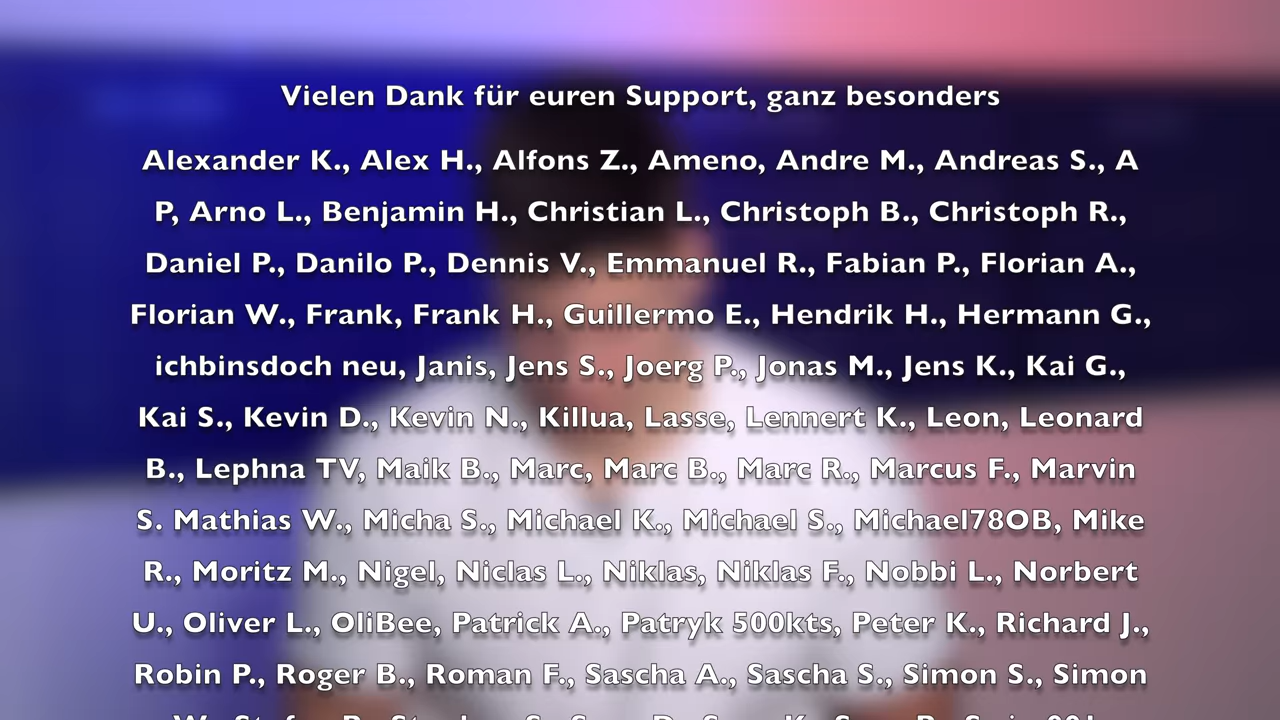 Vielen Dank für euren Support, ganz besonders
Alexander K., Alex H., Alfons Z., Ameno, Andre M., Andreas S., A
P, Arno L., Benjamin H., Christian L., Christoph B., Christoph R.,
Daniel P., Danilo P., Dennis V., Emmanuel R., Fabian P., Florian A.,
Florian W., Frank, Frank H., Guillermo E., Hendrik H., Hermann G.,
ichbinsdoch neu, Janis, Jens S., Joerg P., Jonas M., Jens K., Kai G.,
Kai S., Kevin D., Kevin N., Killua, Lasse, Lennert K., Leon, Leonard
B., Lephna TV, Maik B., Marc, Marc B., Marc R., Marcus F., Marvin
S. Mathias W., Micha S., Michael K., Michael S., Michael78OB, Mike
R., Moritz M., Nigel, Niclas L., Niklas, Niklas F., Nobbi L., Norbert
U., Oliver L., OliBee, Patrick A., Patryk 500kts, Peter K., Richard J.,
Robin P., Roger B., Roman F., Sascha A., Sascha S., Simon S., Simon